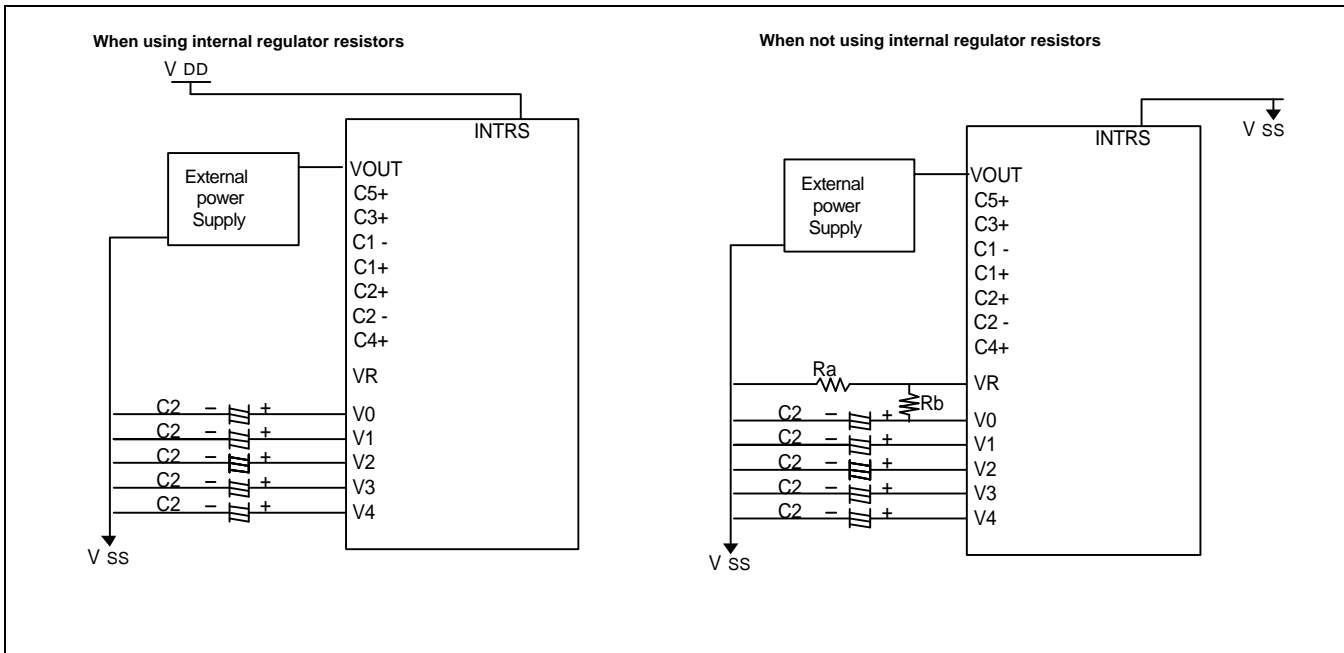 When using internal regulator resistors
V DD
INTRS
External
power
Supply
VOUT
C5+
C3+
C1 -
C1+
C2+
C2 -
C4+
VR
C2 – + V0
C2 – + V1
C2 – + V2
C2 – + V3
C2 – + V4
V SS
When not using internal regulator resistors
V SS
INTRS
External
power
Supply
VOUT
C5+
C3+
C1 -
C1+
C2+
C2 -
C4+
Ra
VR
Rb
C2 – + V0
C2 – + V1
C2 – + V2
C2 – + V3
C2 – + V4
V SS